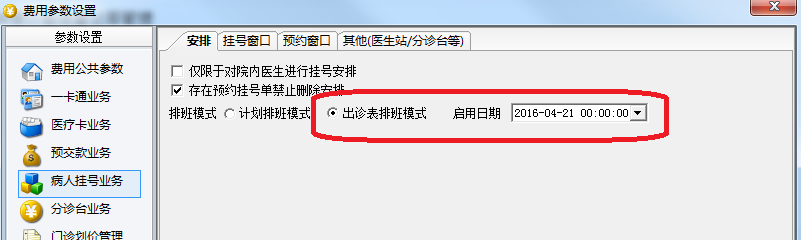 费用参数设置
参数设置
费用公共参数
一卡通业务
医疗卡业务
预交款业务
病人挂号业务
分诊台业务
门诊划价管理
安排 挂号窗口 预约窗口 其他(医生站/分诊台等)
仅限于对院内医生进行挂号安排
存在预约挂号单禁止删除安排
排班模式 计划排班模式 出诊表排班模式 启用日期 2016-04-21 00:00:00